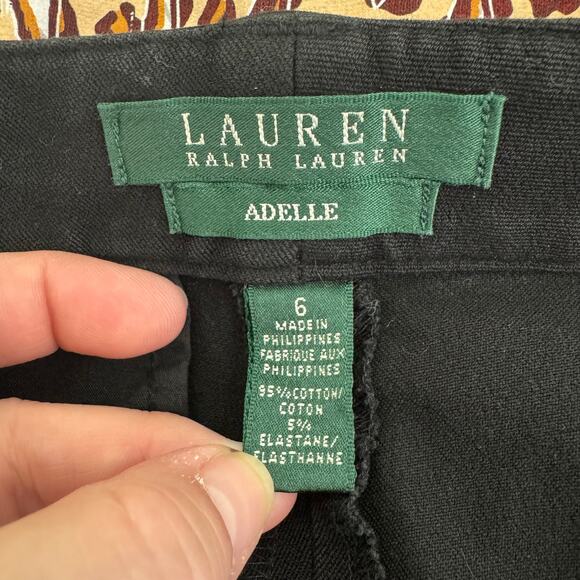 LAUREN
RALPH LAUREN
ADELLE
6
MADE IN
PHILIPPINES
FABRIQUE AUX
PHILIPPINES
95% COTTON/
COTON
5%
ELASTANE/
ELASTHANNE